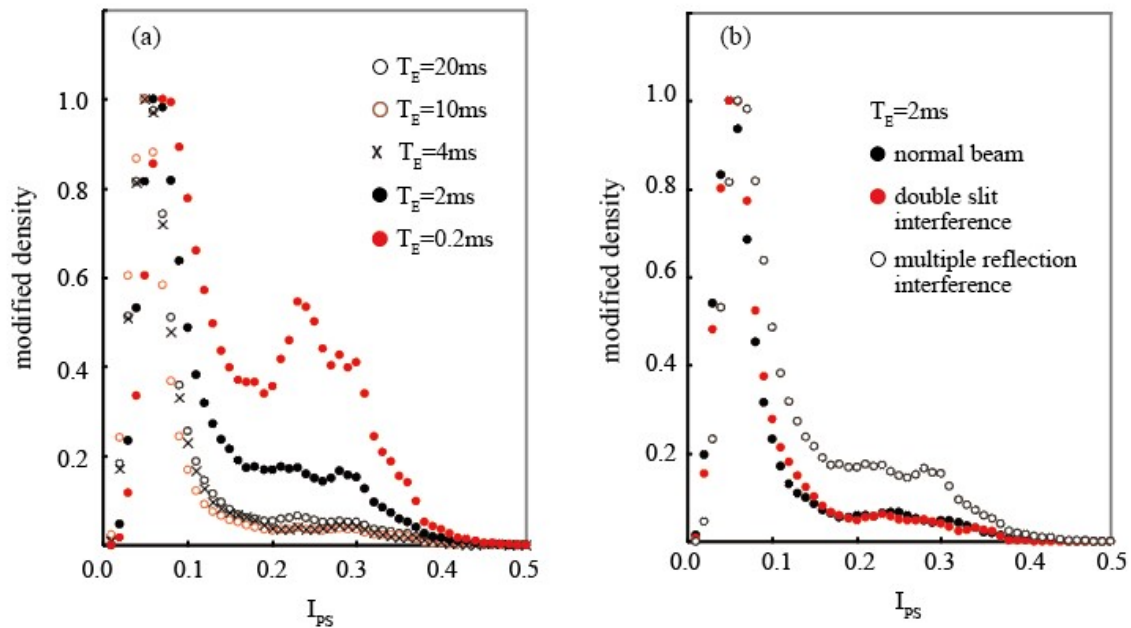 (a)
T_E=20ms
T_E=10ms
T_E=4ms
T_E=2ms
T_E=0.2ms
modified density
1.0
0.8
0.6
0.4
0.2
0.0 0.1 0.2 0.3 0.4 0.5
I_PS
(b)
T_E=2ms
normal beam
double slit
interference
multiple reflection
interference
modified density
1.0
0.8
0.6
0.4
0.2
0.0 0.1 0.2 0.3 0.4 0.5
I_PS